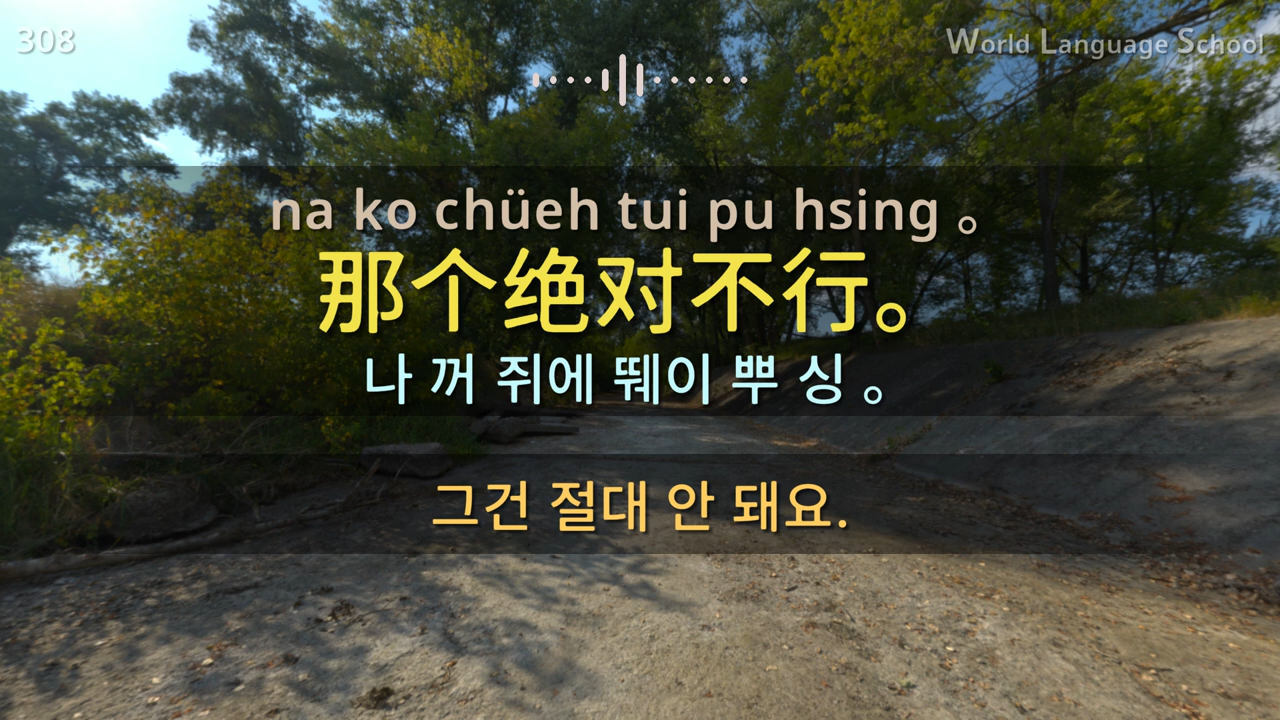 308
World Language School
na ko chüeh tui pu hsing 。
那个绝对不行。
나 꺼 쥐에 뛔이 뿌 싱 。
그건 절대 안 돼요.